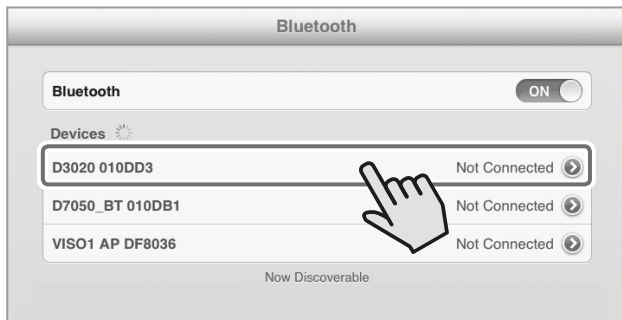 Bluetooth
Bluetooth ON
Devices
D3020 010DD3 Not Connected
D7050_BT 010DB1 Not Connected
VISO1 AP DF8036 Not Connected
Now Discoverable